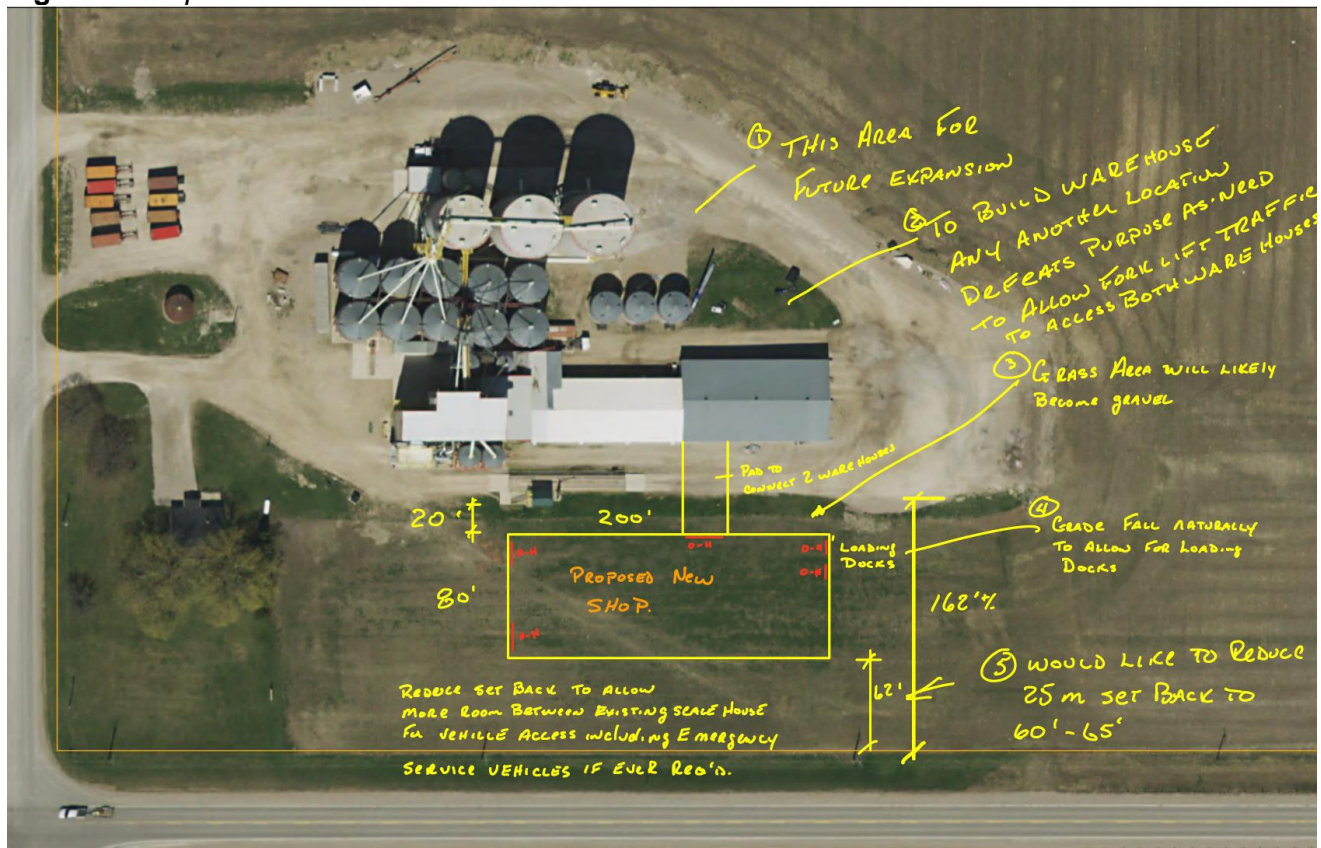 ① THIS AREA FOR
FUTURE EXPANSION
② TO BUILD WAREHOUSE
ANY ANOTHER LOCATION
DEFEATS PURPOSE AS NEED
TO ALLOW FORK LIFT TRAFFIC
TO ACCESS BOTH WAREHOUSES
③ GRASS AREA WILL LIKELY
BECOME GRAVEL
PAD TO
CONNECT 2 WAREHOUSES
20'
200'
④ GRADE FALL NATURALLY
TO ALLOW FOR LOADING
DOCKS
O-H
O-H
O-H
O-H
O-H
LOADING
DOCKS
PROPOSED NEW
SHOP.
80'
162'±
62'
⑤ WOULD LIKE TO REDUCE
25 m SET BACK TO
60'-65'
REDUCE SET BACK TO ALLOW
MORE ROOM BETWEEN EXISTING SCALE HOUSE
FOR VEHICLE ACCESS INCLUDING EMERGENCY
SERVICE VEHICLES IF EVER REQ'D.